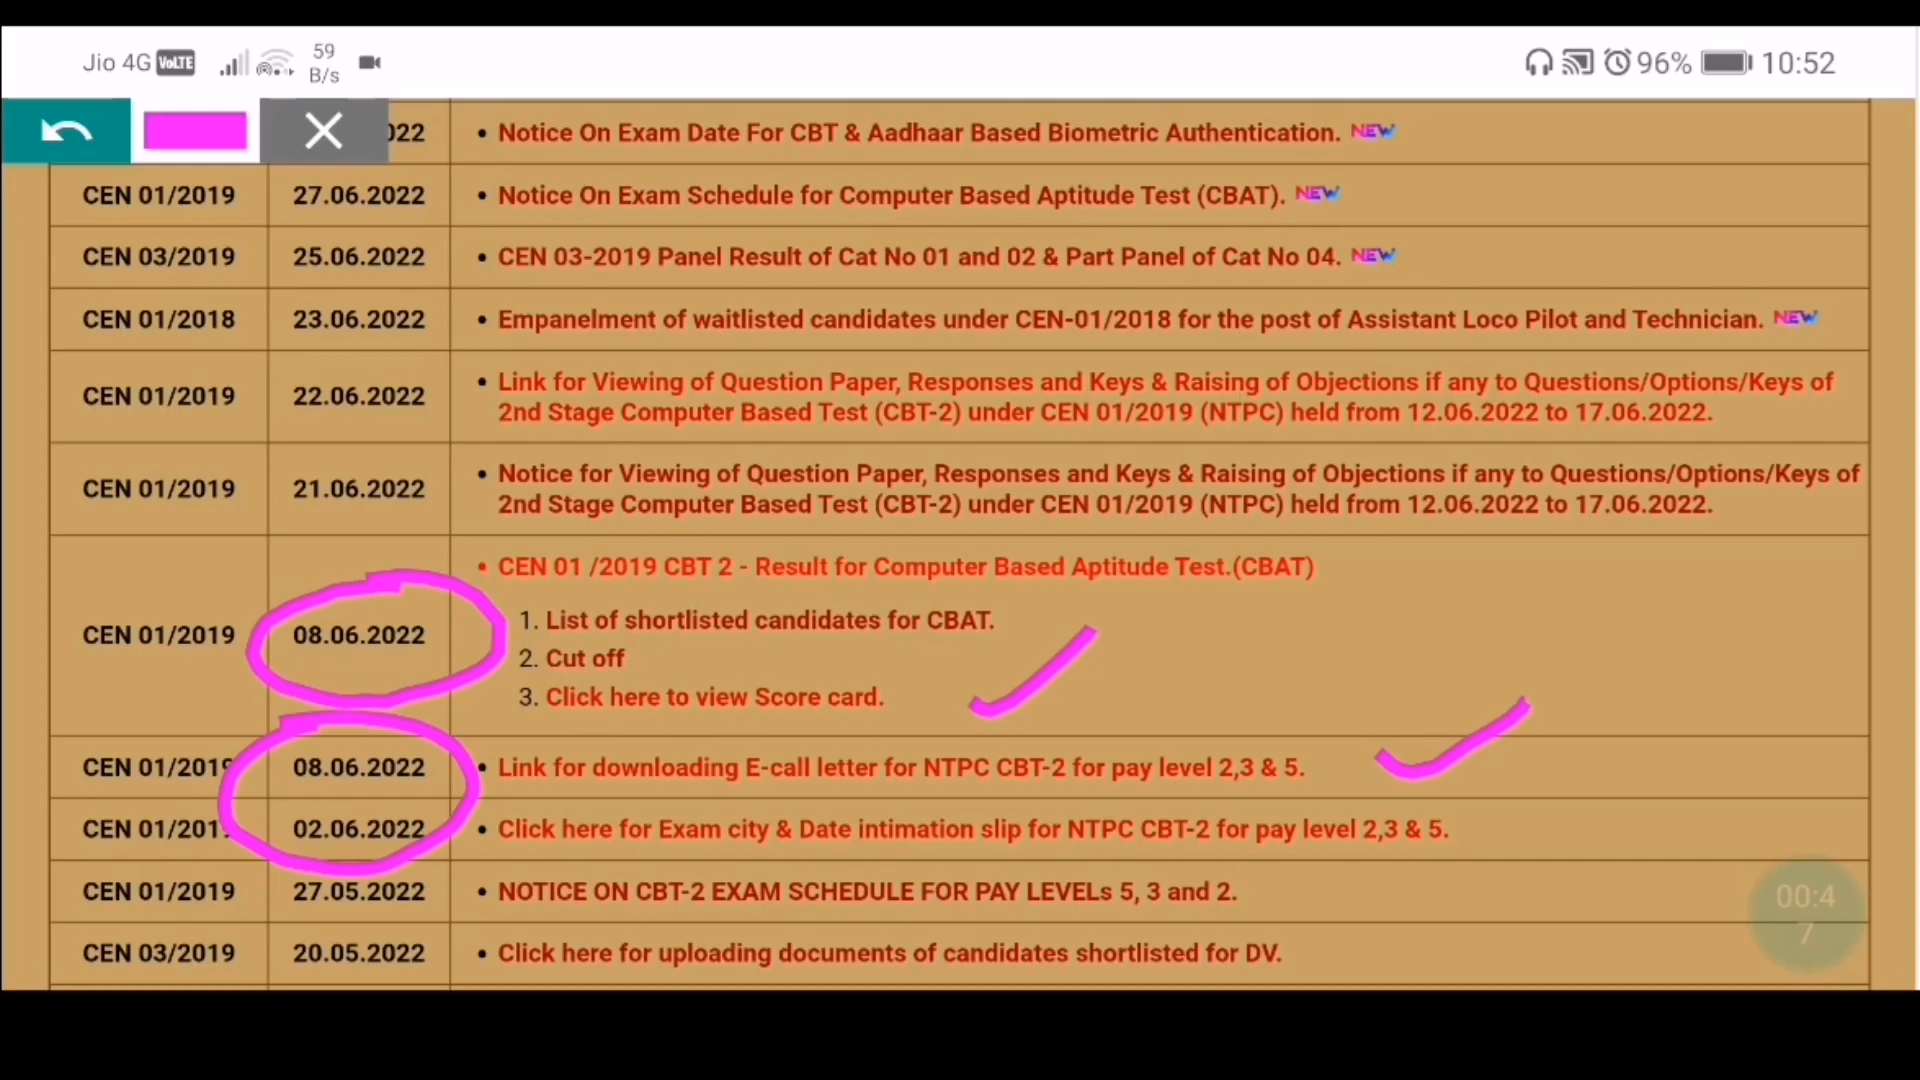 Jio 4G VoLTE 59 B/s 96% 10:52
022 • Notice On Exam Date For CBT & Aadhaar Based Biometric Authentication. NEW
CEN 01/2019 27.06.2022 • Notice On Exam Schedule for Computer Based Aptitude Test (CBAT). NEW
CEN 03/2019 25.06.2022 • CEN 03-2019 Panel Result of Cat No 01 and 02 & Part Panel of Cat No 04. NEW
CEN 01/2018 23.06.2022 • Empanelment of waitlisted candidates under CEN-01/2018 for the post of Assistant Loco Pilot and Technician. NEW
CEN 01/2019 22.06.2022 • Link for Viewing of Question Paper, Responses and Keys & Raising of Objections if any to Questions/Options/Keys of
2nd Stage Computer Based Test (CBT-2) under CEN 01/2019 (NTPC) held from 12.06.2022 to 17.06.2022.
CEN 01/2019 21.06.2022 • Notice for Viewing of Question Paper, Responses and Keys & Raising of Objections if any to Questions/Options/Keys of
2nd Stage Computer Based Test (CBT-2) under CEN 01/2019 (NTPC) held from 12.06.2022 to 17.06.2022.
• CEN 01 /2019 CBT 2 - Result for Computer Based Aptitude Test.(CBAT)
CEN 01/2019 08.06.2022 1. List of shortlisted candidates for CBAT.
2. Cut off
3. Click here to view Score card.
CEN 01/2019 08.06.2022 • Link for downloading E-call letter for NTPC CBT-2 for pay level 2,3 & 5.
CEN 01/2019 02.06.2022 • Click here for Exam city & Date intimation slip for NTPC CBT-2 for pay level 2,3 & 5.
CEN 01/2019 27.05.2022 • NOTICE ON CBT-2 EXAM SCHEDULE FOR PAY LEVELs 5, 3 and 2.
CEN 03/2019 20.05.2022 • Click here for uploading documents of candidates shortlisted for DV.
00:4
7